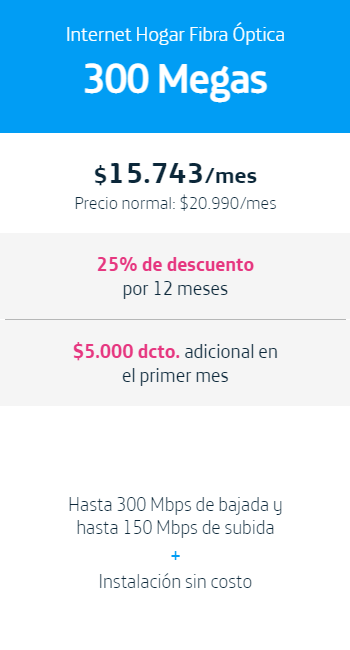 Internet Hogar Fibra Óptica
300 Megas
$15.743/mes
Precio normal: $20.990/mes
25% de descuento
por 12 meses
$5.000 dcto. adicional en
el primer mes
Hasta 300 Mbps de bajada y
hasta 150 Mbps de subida
+
Instalación sin costo